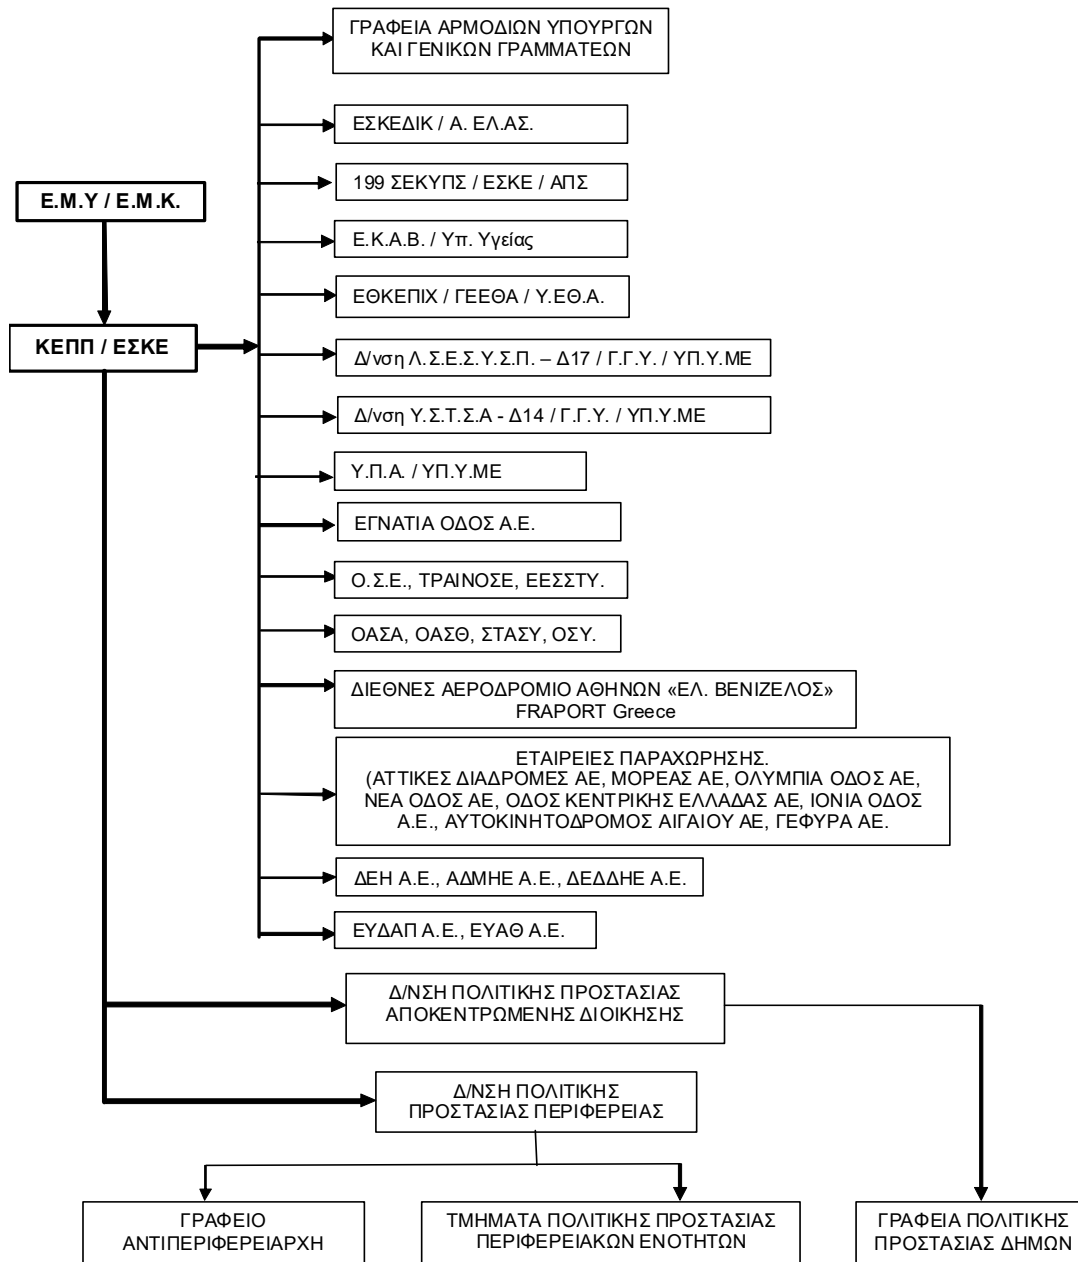 ΓΡΑΦΕΙΑ ΑΡΜΟΔΙΩΝ ΥΠΟΥΡΓΩΝ
ΚΑΙ ΓΕΝΙΚΩΝ ΓΡΑΜΜΑΤΕΩΝ
ΕΣΚΕΔΙΚ / Α. ΕΛ.ΑΣ.
199 ΣΕΚΥΠΣ / ΕΣΚΕ / ΑΠΣ
Ε.Μ.Υ / Ε.Μ.Κ.
Ε.Κ.Α.Β. / Υπ. Υγείας
ΕΘΚΕΠΙΧ / ΓΕΕΘΑ / Υ.ΕΘ.Α.
ΚΕΠΠ / ΕΣΚΕ
Δ/νση Λ.Σ.Ε.Σ.Υ.Σ.Π. – Δ17 / Γ.Γ.Υ. / ΥΠ.Υ.ΜΕ
Δ/νση Υ.Σ.Τ.Σ.Α - Δ14 / Γ.Γ.Υ. / ΥΠ.Υ.ΜΕ
Υ.Π.Α. / ΥΠ.Υ.ΜΕ
ΕΓΝΑΤΙΑ ΟΔΟΣ Α.Ε.
Ο.Σ.Ε., ΤΡΑΙΝΟΣΕ, ΕΕΣΣΤΥ.
ΟΑΣΑ, ΟΑΣΘ, ΣΤΑΣΥ, ΟΣΥ.
ΔΙΕΘΝΕΣ ΑΕΡΟΔΡΟΜΙΟ ΑΘΗΝΩΝ «ΕΛ. ΒΕΝΙΖΕΛΟΣ»
FRAPORT Greece
ΕΤΑΙΡΕΙΕΣ ΠΑΡΑΧΩΡΗΣΗΣ.
(ΑΤΤΙΚΕΣ ΔΙΑΔΡΟΜΕΣ ΑΕ, ΜΟΡΕΑΣ ΑΕ, ΟΛΥΜΠΙΑ ΟΔΟΣ ΑΕ,
ΝΕΑ ΟΔΟΣ ΑΕ, ΟΔΟΣ ΚΕΝΤΡΙΚΗΣ ΕΛΛΑΔΑΣ ΑΕ, ΙΟΝΙΑ ΟΔΟΣ
Α.Ε., ΑΥΤΟΚΙΝΗΤΟΔΡΟΜΟΣ ΑΙΓΑΙΟΥ ΑΕ, ΓΕΦΥΡΑ ΑΕ.
ΔΕΗ Α.Ε., ΑΔΜΗΕ Α.Ε., ΔΕΔΔΗΕ Α.Ε.
ΕΥΔΑΠ Α.Ε., ΕΥΑΘ Α.Ε.
Δ/ΝΣΗ ΠΟΛΙΤΙΚΗΣ ΠΡΟΣΤΑΣΙΑΣ
ΑΠΟΚΕΝΤΡΩΜΕΝΗΣ ΔΙΟΙΚΗΣΗΣ
Δ/ΝΣΗ ΠΟΛΙΤΙΚΗΣ
ΠΡΟΣΤΑΣΙΑΣ ΠΕΡΙΦΕΡΕΙΑΣ
ΓΡΑΦΕΙΟ
ΑΝΤΙΠΕΡΙΦΕΡΕΙΑΡΧΗ
ΤΜΗΜΑΤΑ ΠΟΛΙΤΙΚΗΣ ΠΡΟΣΤΑΣΙΑΣ
ΠΕΡΙΦΕΡΕΙΑΚΩΝ ΕΝΟΤΗΤΩΝ
ΓΡΑΦΕΙΑ ΠΟΛΙΤΙΚΗΣ
ΠΡΟΣΤΑΣΙΑΣ ΔΗΜΩΝ